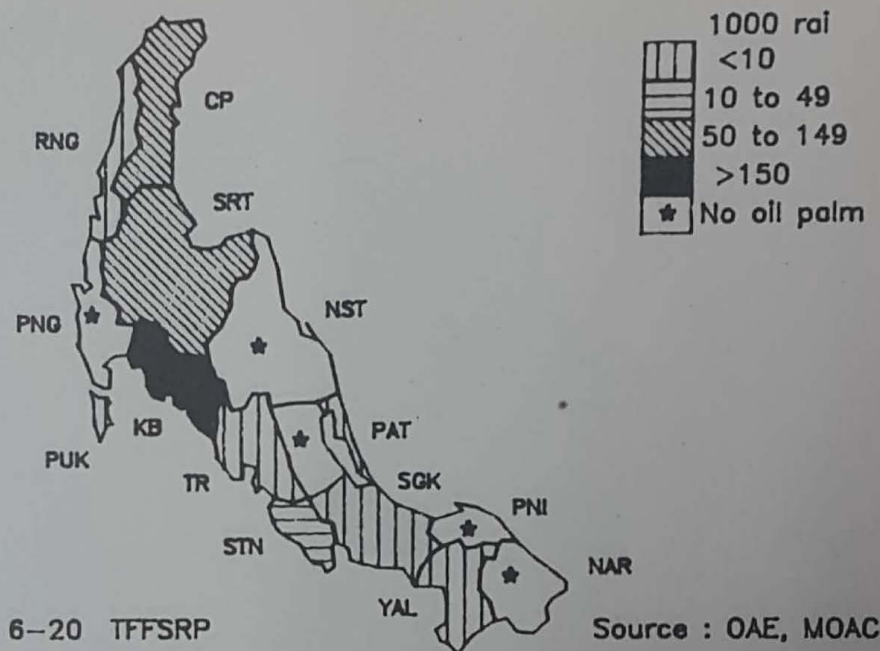 1000 rai
<10
10 to 49
50 to 149
>150
★ No oil palm
CP
RNG
SRT
PNG
NST
KB
PUK
PAT
TR
SGK
PNI
STN
NAR
YAL
6-20 TFFSRP
Source : OAE, MOAC